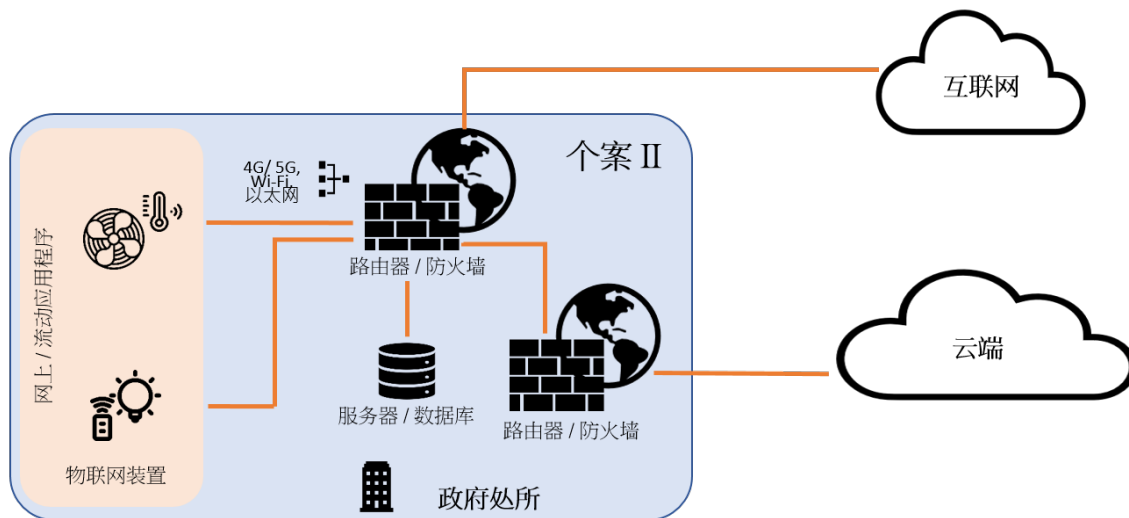 互联网
个案 II
4G/ 5G,
Wi-Fi,
以太网
网上 / 流动应用程序
路由器 / 防火墙
云端
服务器 / 数据库
路由器 / 防火墙
物联网装置
政府处所